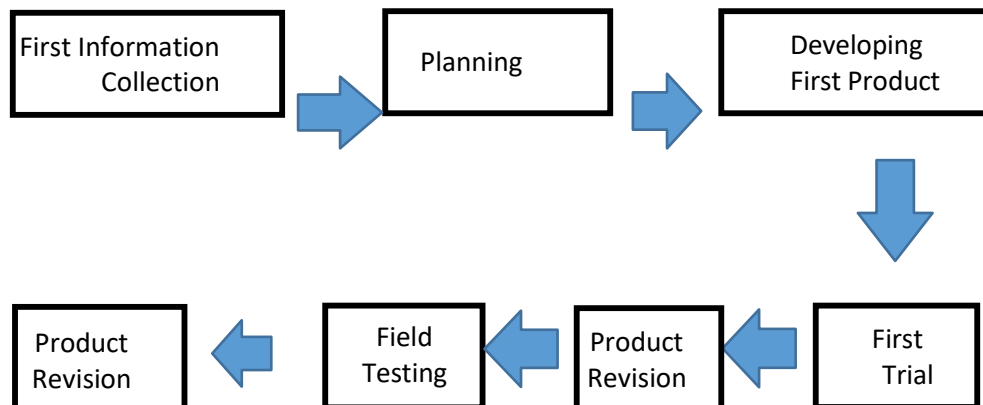 First Information
Collection
Planning
Developing
First Product
First
Trial
Product
Revision
Field
Testing
Product
Revision